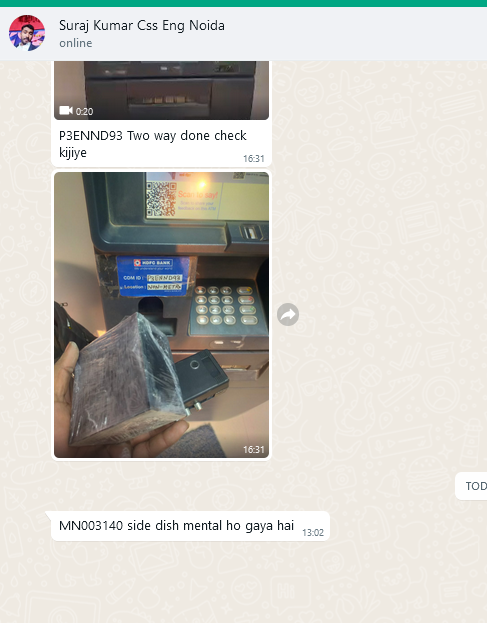 Suraj Kumar Css Eng Noida
online
0:20
P3ENND93 Two way done check
kijiye
16:31
HDFC BANK
CDM ID : P3ENND93
Location : NON-METRO
16:31
TOD
MN003140 side dish mental ho gaya hai
13:02